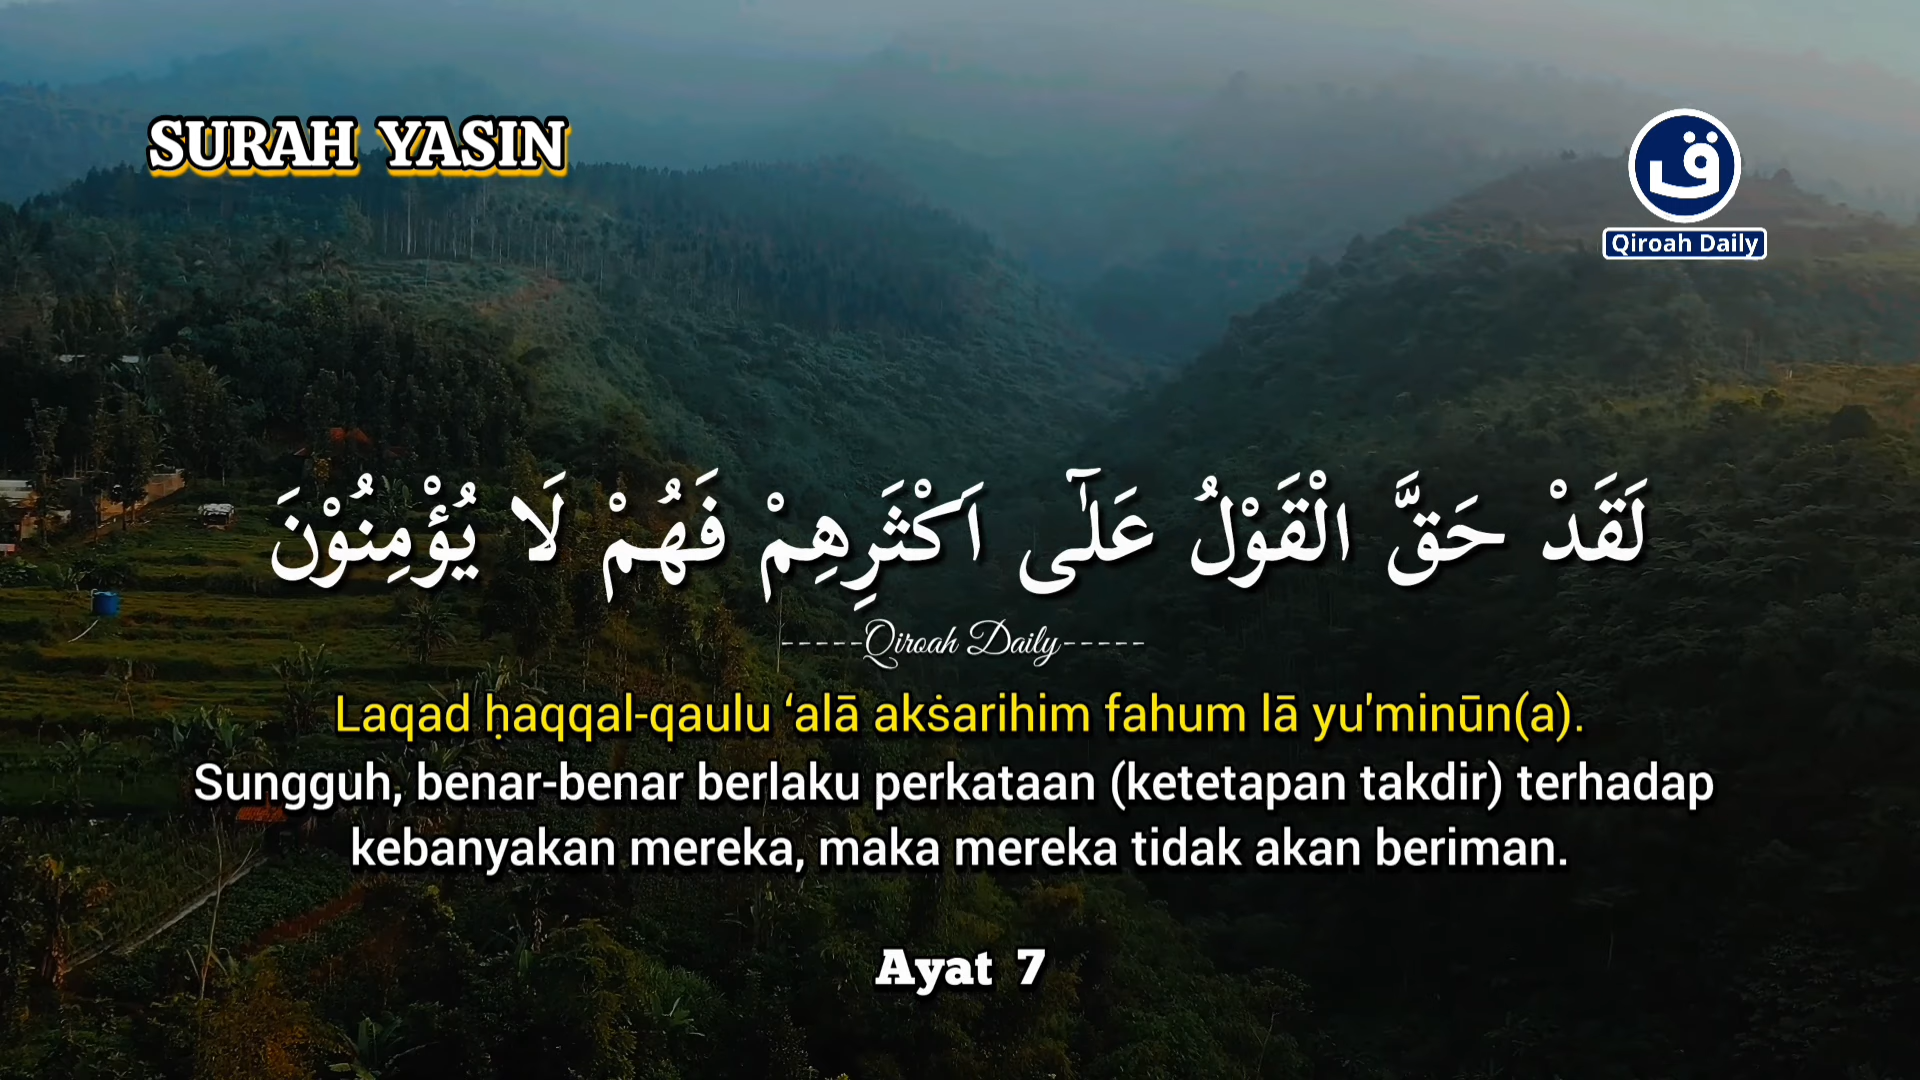 SURAH YASIN
ق
Qiroah Daily
لَقَدْ حَقَّ الْقَوْلُ عَلٰٓى اَكْثَرِهِمْ فَهُمْ لَا يُؤْمِنُوْنَ
-----Qiroah Daily-----
Laqad ḥaqqal-qaulu ‘alā akṡarihim fahum lā yu'minūn(a).
Sungguh, benar-benar berlaku perkataan (ketetapan takdir) terhadap
kebanyakan mereka, maka mereka tidak akan beriman.
Ayat 7